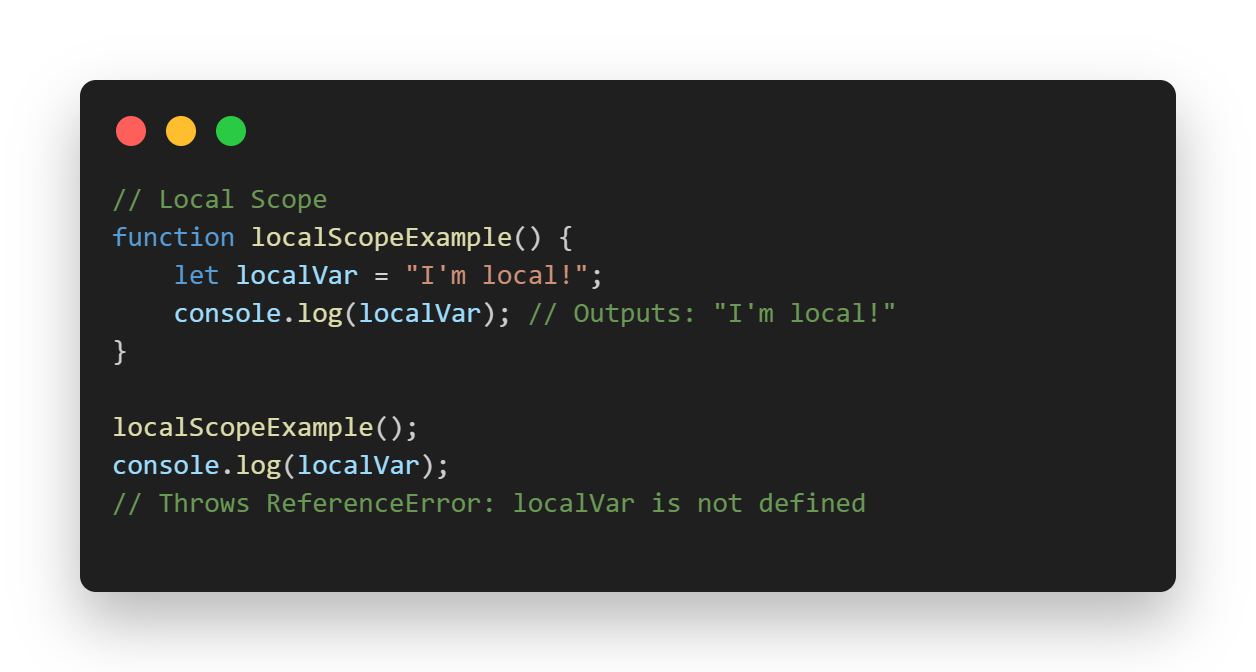 // Local Scope
function localScopeExample() {
    let localVar = "I'm local!";
    console.log(localVar); // Outputs: "I'm local!"
}

localScopeExample();
console.log(localVar);
// Throws ReferenceError: localVar is not defined